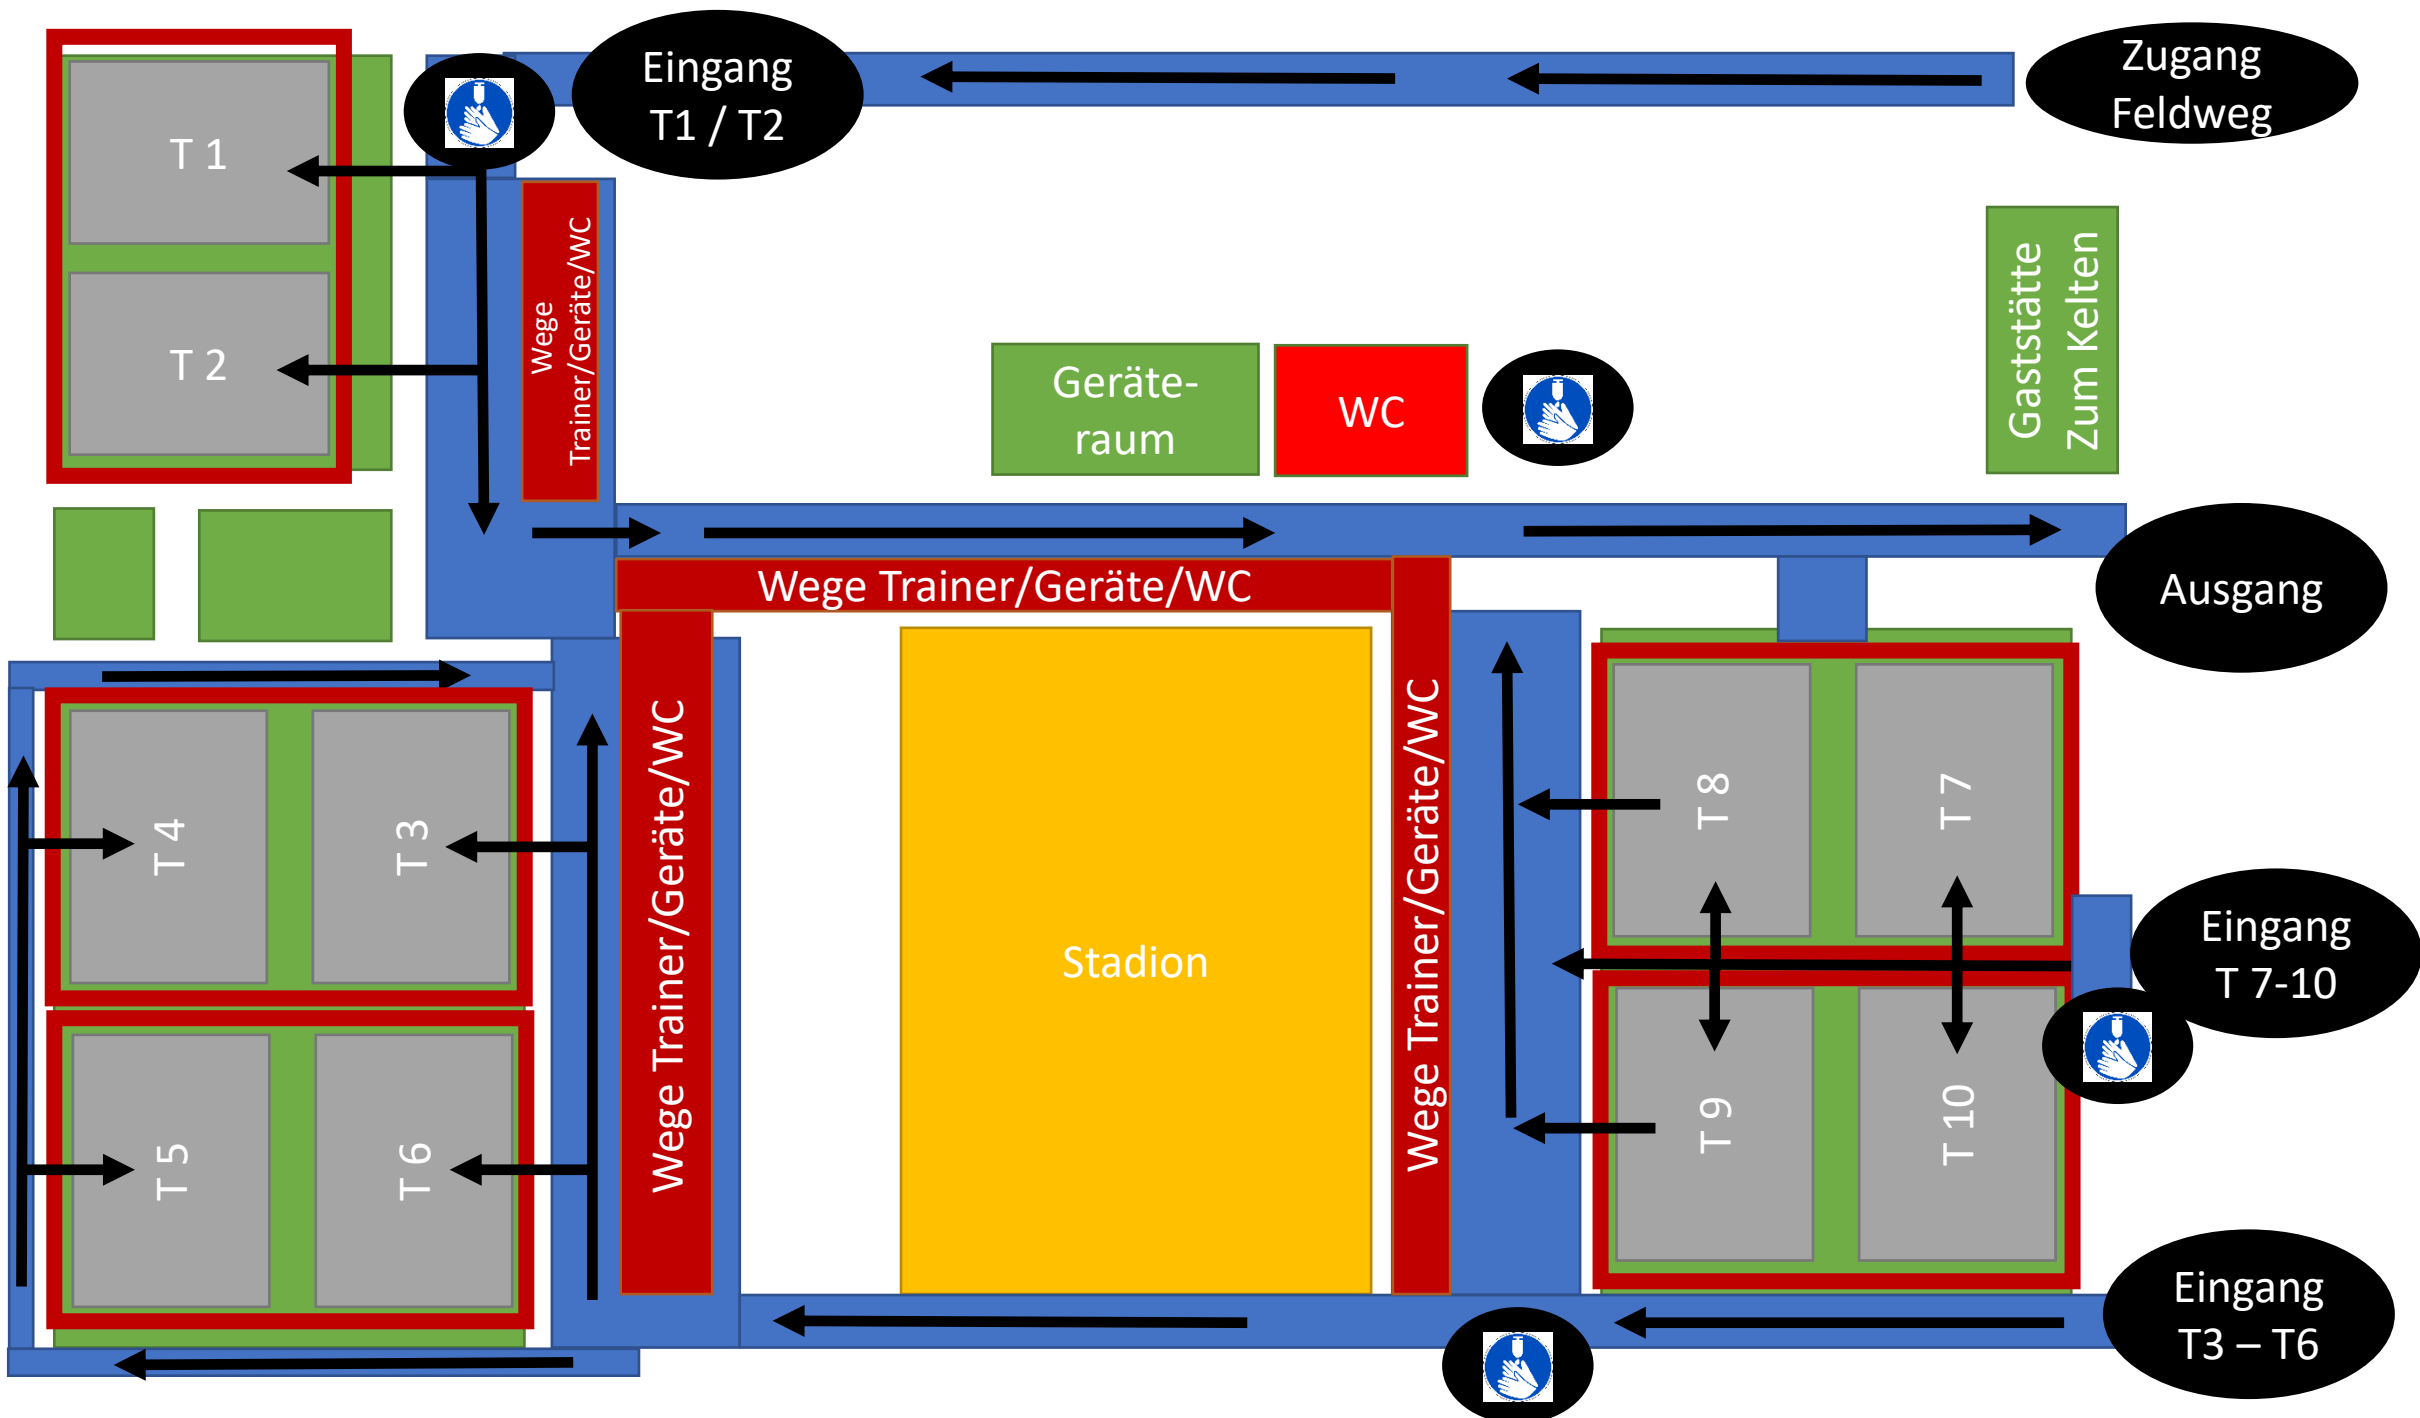 Eingang
T1 / T2
Zugang
Feldweg
T 1
T 2
Wege
Trainer/Geräte/WC
Geräte-
raum
WC
Gaststätte
Zum Kelten
Wege Trainer/Geräte/WC
Ausgang
T 4
T 3
T 5
T 6
Wege Trainer/Geräte/WC
Stadion
Wege Trainer/Geräte/WC
T 8
T 7
T 9
T 10
Eingang
T 7-10
Eingang
T3 – T6